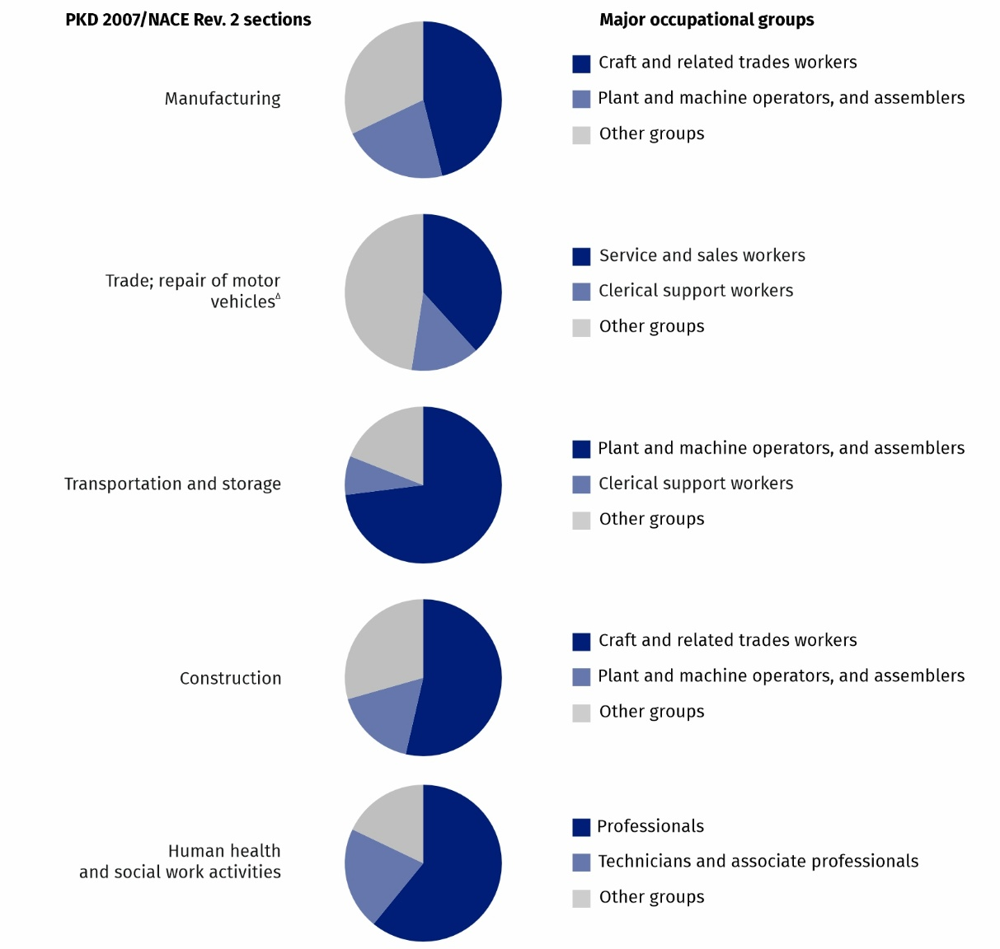 PKD 2007/NACE Rev. 2 sections
Major occupational groups
Manufacturing
Craft and related trades workers
Plant and machine operators, and assemblers
Other groups
Trade; repair of motor
vehiclesᐞ
Service and sales workers
Clerical support workers
Other groups
Transportation and storage
Plant and machine operators, and assemblers
Clerical support workers
Other groups
Construction
Craft and related trades workers
Plant and machine operators, and assemblers
Other groups
Human health
and social work activities
Professionals
Technicians and associate professionals
Other groups